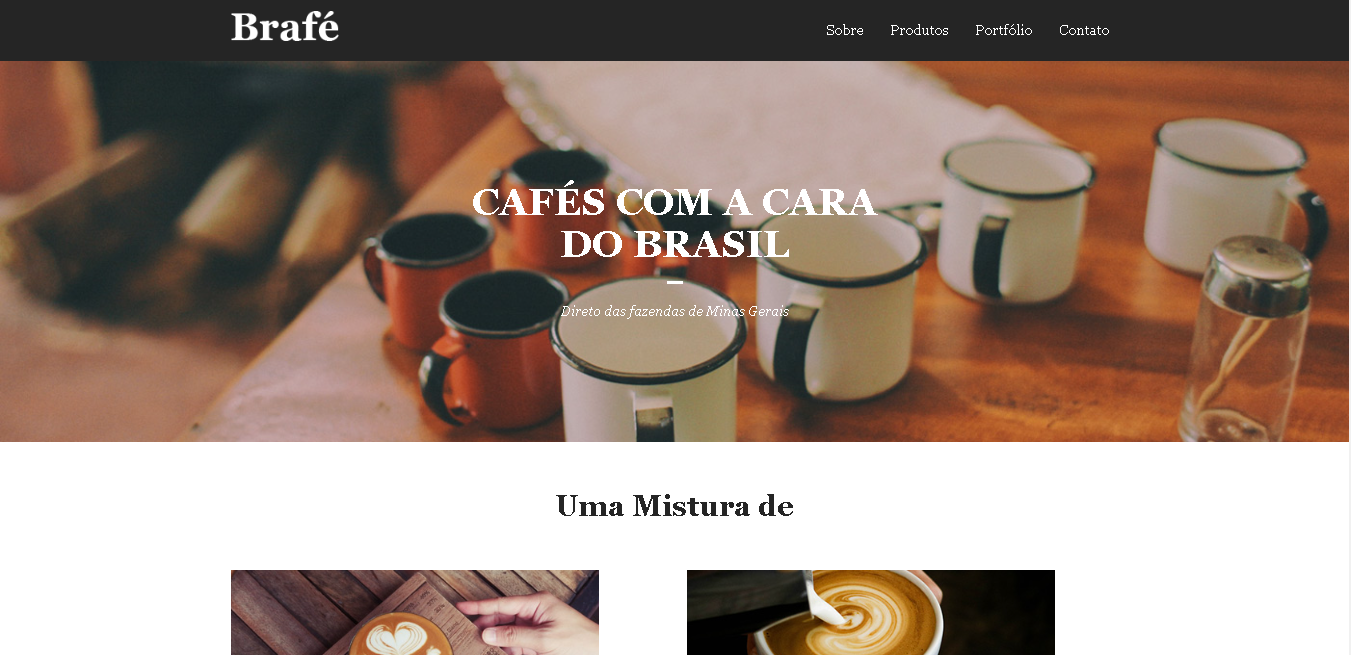 Brafé
Sobre Produtos Portfólio Contato
CAFÉS COM A CARA
DO BRASIL
Direto das fazendas de Minas Gerais
Uma Mistura de